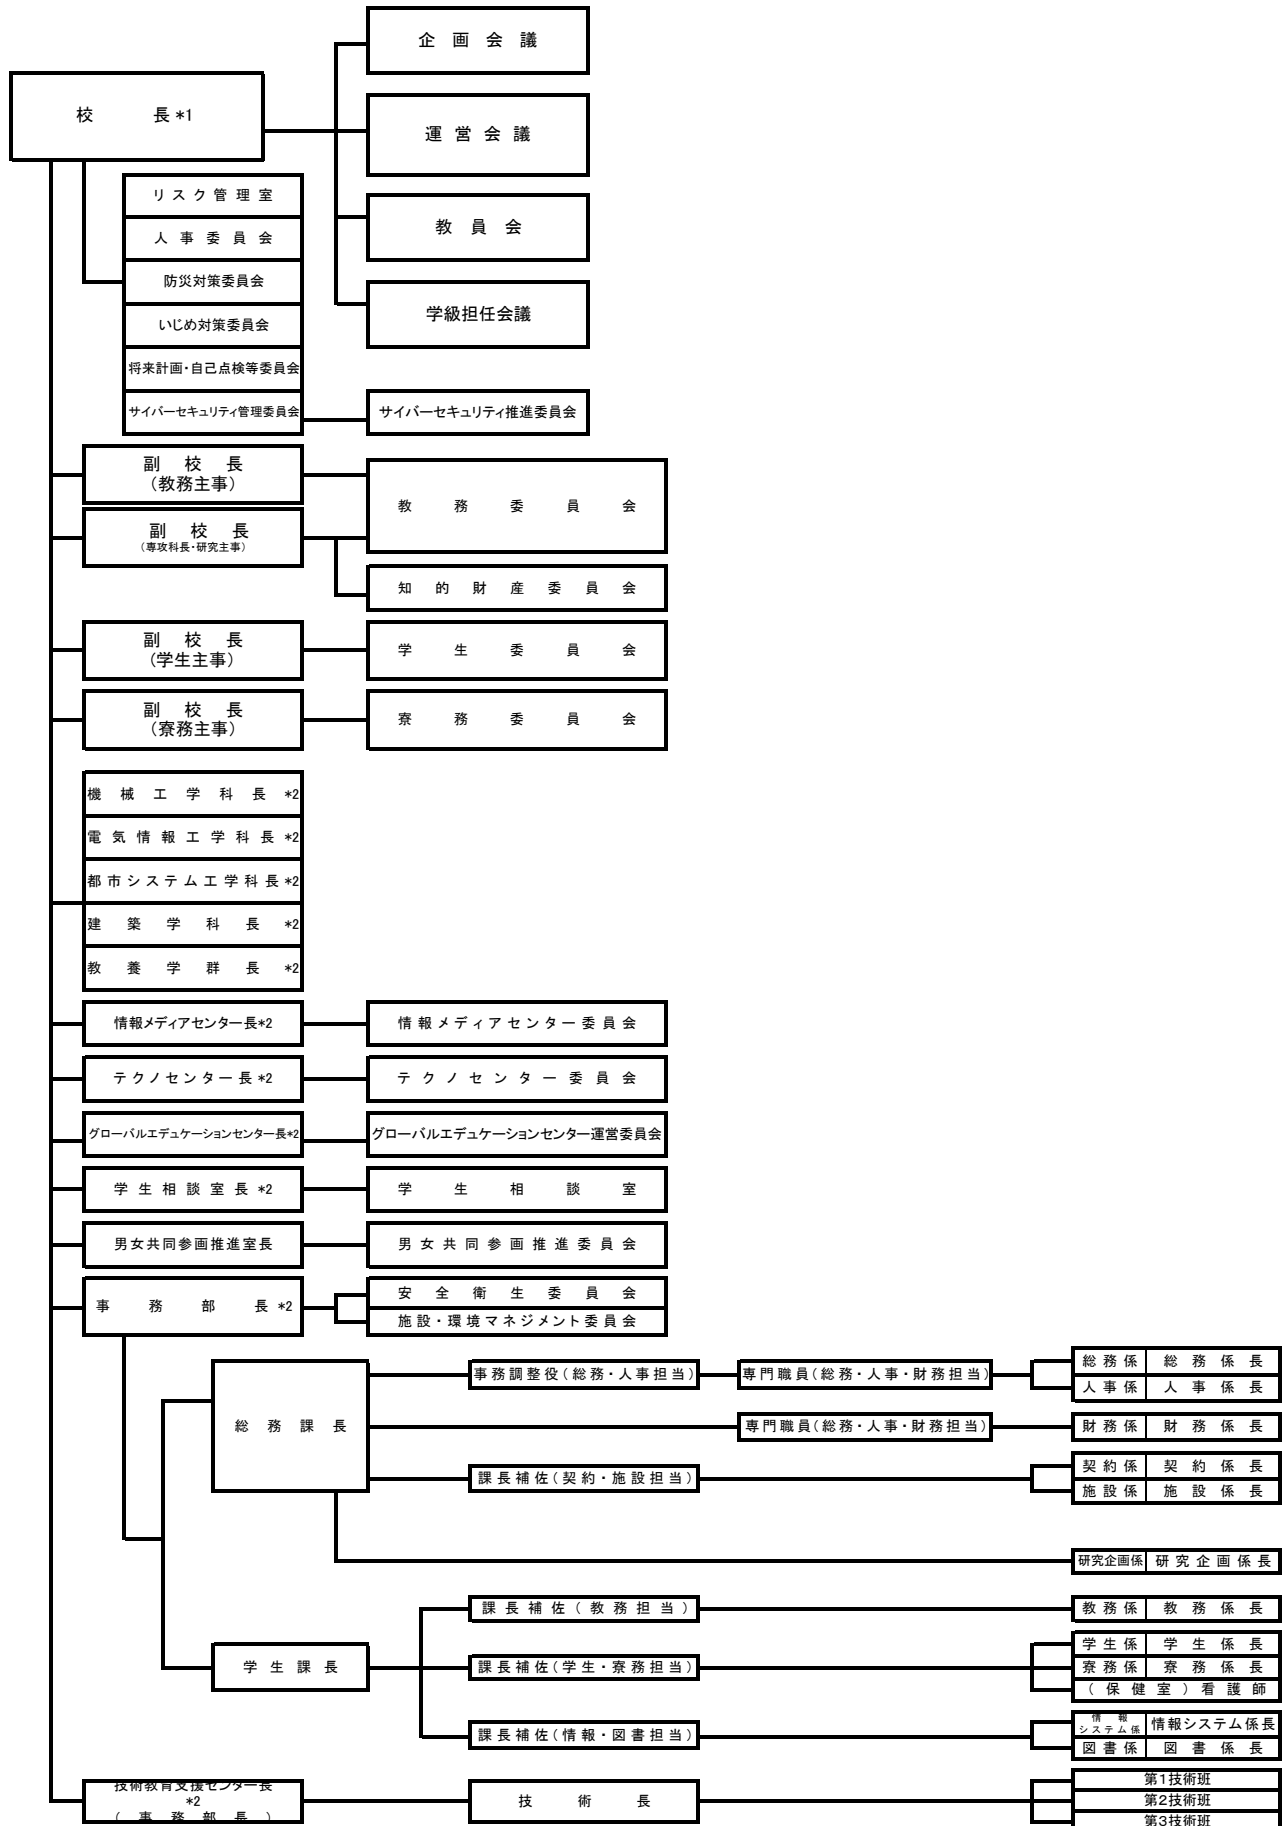 企画会議
校長*1
運営会議
リスク管理室
人事委員会
教員会
防災対策委員会
いじめ対策委員会
学級担任会議
将来計画・自己点検等委員会
サイバーセキュリティ管理委員会
サイバーセキュリティ推進委員会
副校長
（教務主事）
教務委員会
副校長
（専攻科長・研究主事）
知的財産委員会
副校長
（学生主事）
学生委員会
副校長
（寮務主事）
寮務委員会
機械工学科長*2
電気情報工学科長*2
都市システム工学科長*2
建築学科長*2
教養学群長*2
情報メディアセンター長*2
情報メディアセンター委員会
テクノセンター長*2
テクノセンター委員会
グローバルエデュケーションセンター長*2
グローバルエデュケーションセンター運営委員会
学生相談室長*2
学生相談室
男女共同参画推進室長
男女共同参画推進委員会
事務部長*2
安全衛生委員会
施設・環境マネジメント委員会
総務課長
事務調整役（総務・人事担当）
専門職員（総務・人事・財務担当）
総務係 総務係長
人事係 人事係長
専門職員（総務・人事・財務担当）
財務係 財務係長
課長補佐（契約・施設担当）
契約係 契約係長
施設係 施設係長
研究企画係 研究企画係長
学生課長
課長補佐（教務担当）
教務係 教務係長
課長補佐（学生・寮務担当）
学生係 学生係長
寮務係 寮務係長
（保健室）看護師
課長補佐（情報・図書担当）
情報
システム係 情報システム係長
図書係 図書係長
技術教育支援センター長
*2
（事務部長）
技術長
第1技術班
第2技術班
第3技術班